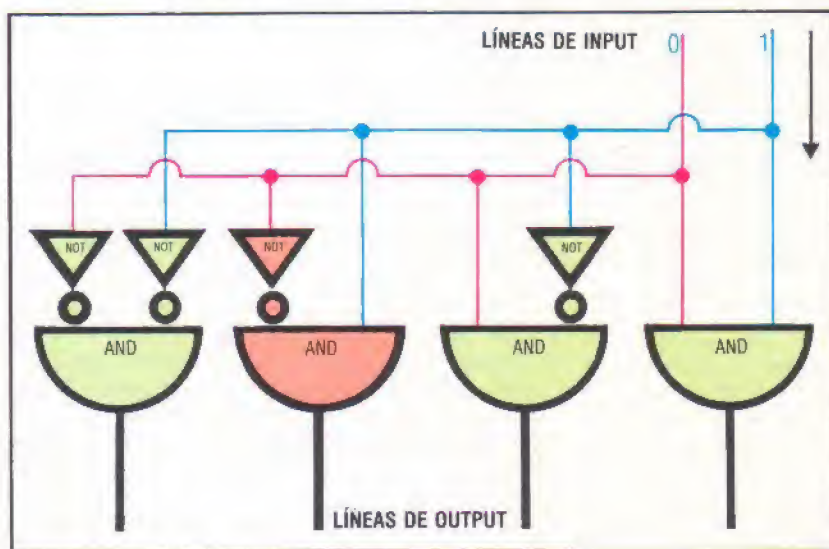 LÍNEAS DE INPUT 0 1
NOT NOT NOT NOT
AND AND AND AND
LÍNEAS DE OUTPUT